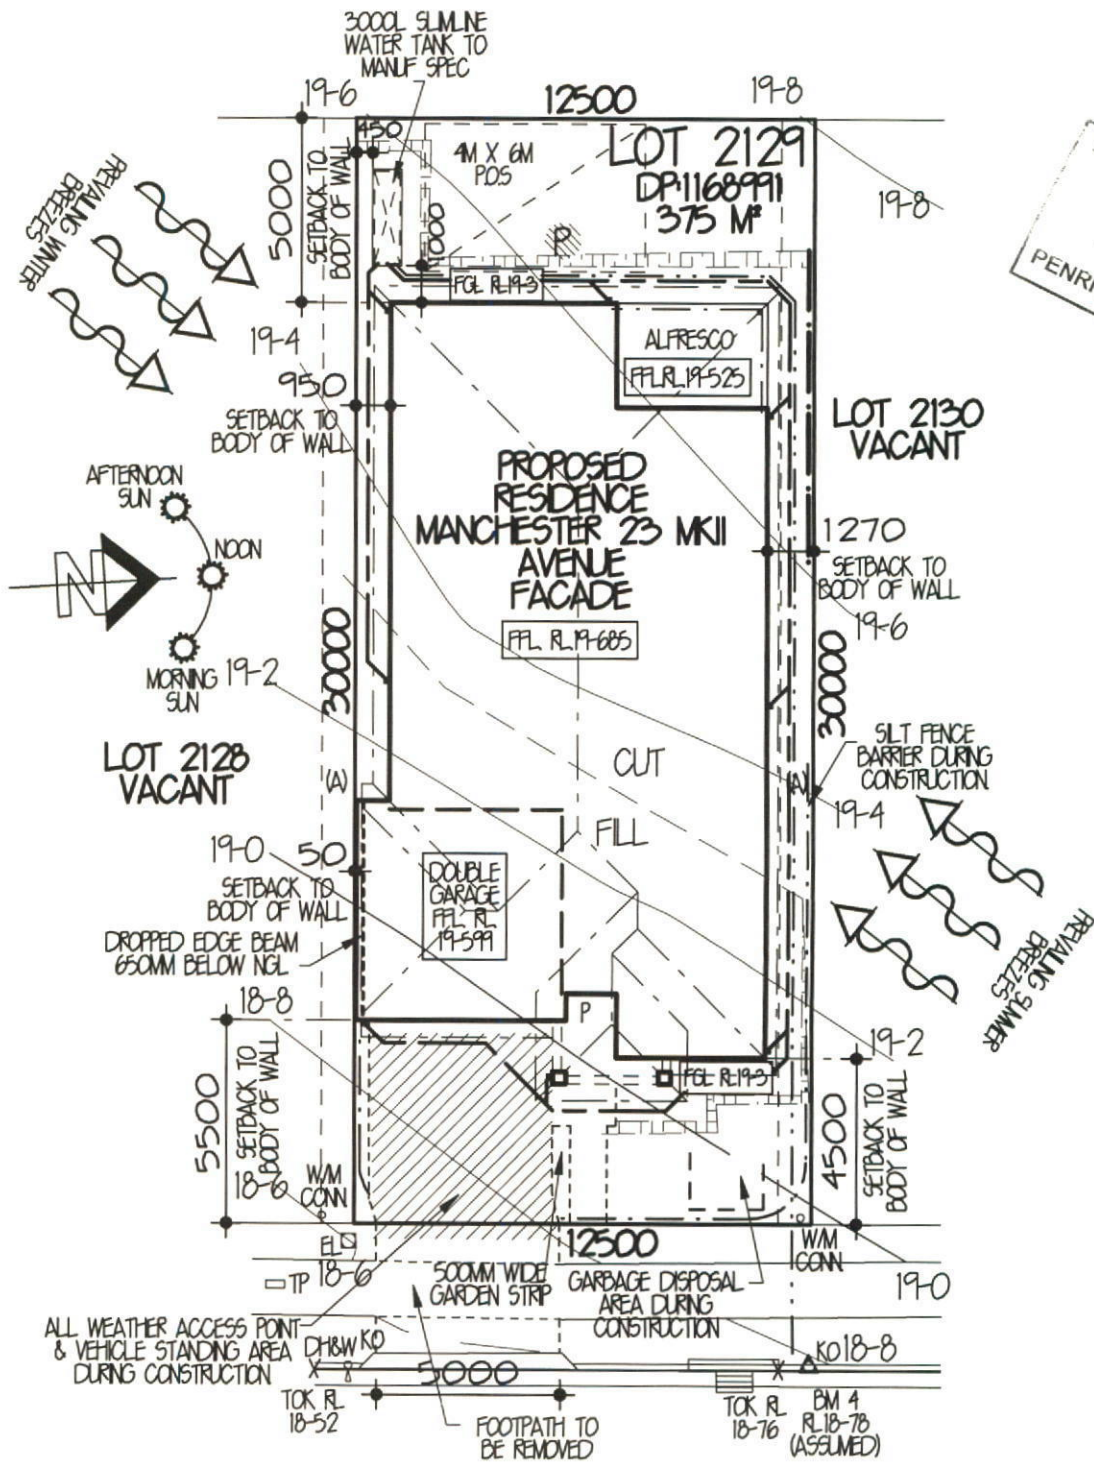 3000L SLIMLINE
WATER TANK TO
MANUF SPEC
19-6
12500
19-8
450
4M X 6M
P.O.S
LOT 2129
DP:1168991
375 M²
19-8
PREVAILING WINTER
BREEZES
5000
SETBACK TO
BODY OF WALL
1000
P
FGL RL19-3
19-4
ALFRESCO
FFL.RL.19-525
950
SETBACK TO
BODY OF WALL
LOT 2130
VACANT
PROPOSED
RESIDENCE
MANCHESTER 23 MKII
AVENUE
FACADE
FFL RL.19-685
AFTERNOON
SUN
NOON
N
MORNING
SUN
1270
SETBACK TO
BODY OF WALL
19-6
30000
30000
19-2
LOT 2128
VACANT
(A)
CUT
FILL
SILT FENCE
BARRIER DURING
CONSTRUCTION
(A)
19-4
19-0
50
SETBACK TO
BODY OF WALL
DOUBLE
GARAGE
FFL RL
19-599
DROPPED EDGE BEAM
650MM BELOW NGL
PREVAILING SUMMER
BREEZES
18-8
P
19-2
FGL RL19-3
5500
SETBACK TO
BODY OF WALL
4500
SETBACK TO
BODY OF WALL
18-6
W/M
CONN
EL
18-6
TP
12500
W/M
CONN
19-0
500MM WIDE
GARDEN STRIP
GARBAGE DISPOSAL
AREA DURING
CONSTRUCTION
ALL WEATHER ACCESS POINT
& VEHICLE STANDING AREA
DURING CONSTRUCTION
DH&W
KO
5000
KO
18-8
TOK RL
18-52
FOOTPATH TO
BE REMOVED
TOK RL
18-76
BM 4
RL.18-78
(ASSUMED)